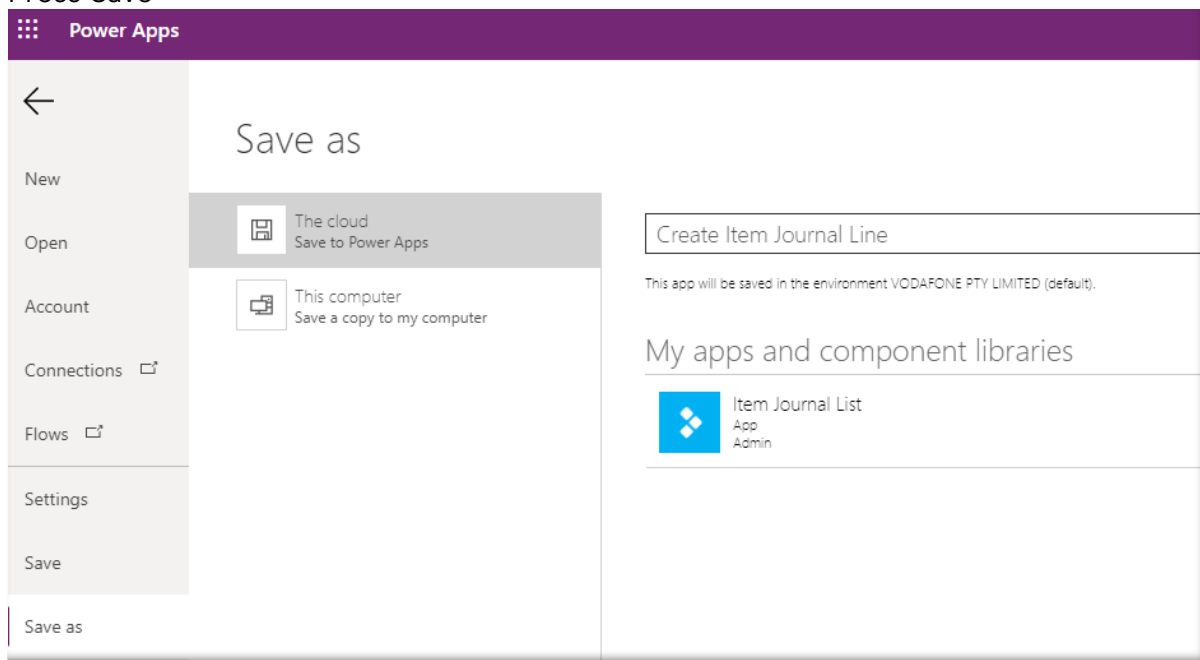 Power Apps
Save as
New
Open
Account
Connections
Flows
Settings
Save
Save as
The cloud
Save to Power Apps
This computer
Save a copy to my computer
Create Item Journal Line
This app will be saved in the environment VODAFONE PTY LIMITED (default).
My apps and component libraries
Item Journal List
App
Admin